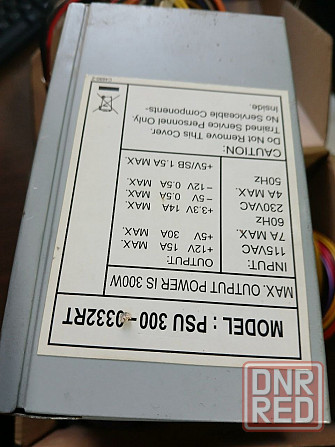 MODEL : PSU 300-0332RT
MAX. OUTPUT POWER IS 300W
INPUT:
115VAC
7A MAX.
60Hz
230VAC
4A MAX.
50Hz
OUTPUT:
+12V 15A MAX.
+5V 30A MAX.
+3.3V 14A MAX.
−5V 0.5A MAX.
−12V 0.5A MAX.
+5V/SB 1.5A MAX.
CAUTION:
Do Not Remove This Cover.
Trained Service Personnel Only.
No Serviceable Components-
Inside.
DNR
RED